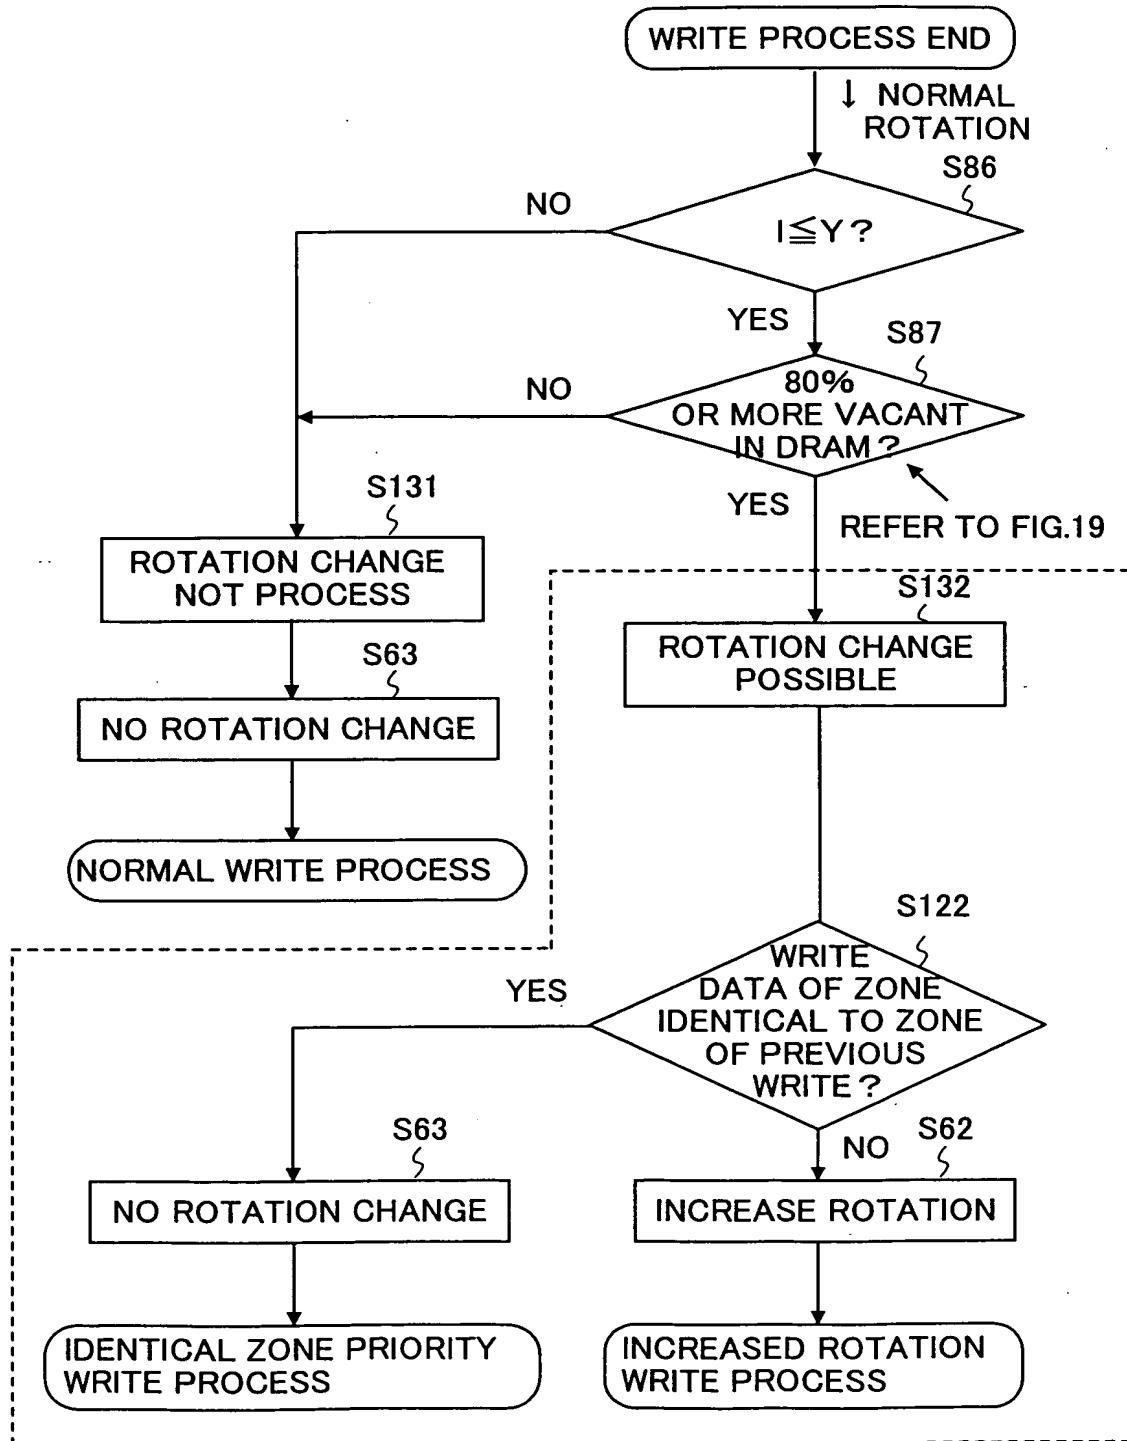 WRITE PROCESS END
↓ NORMAL
ROTATION
S86
NO
I≦Y?
YES
S87
NO
80%
OR MORE VACANT
IN DRAM?
S131
YES
REFER TO FIG.19
ROTATION CHANGE
NOT PROCESS
S132
ROTATION CHANGE
POSSIBLE
S63
NO ROTATION CHANGE
NORMAL WRITE PROCESS
S122
YES
WRITE
DATA OF ZONE
IDENTICAL TO ZONE
OF PREVIOUS
WRITE?
S63
NO
S62
NO ROTATION CHANGE
INCREASE ROTATION
IDENTICAL ZONE PRIORITY
WRITE PROCESS
INCREASED ROTATION
WRITE PROCESS